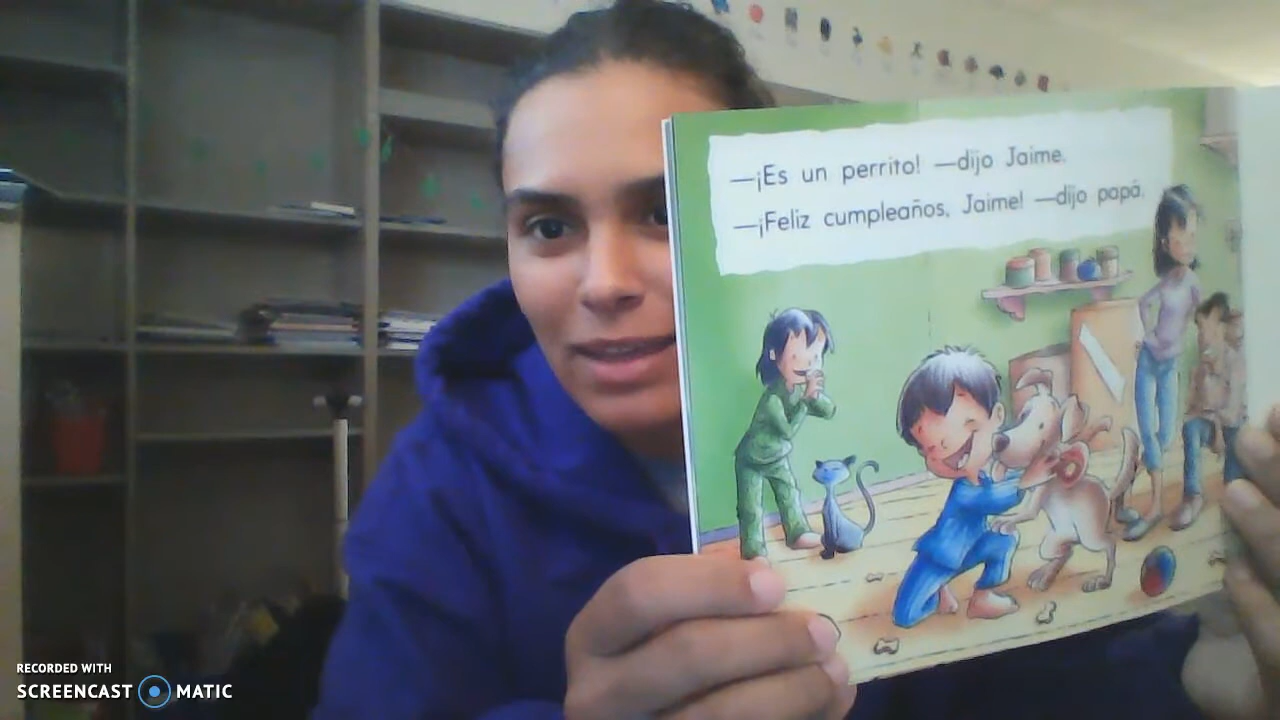 —¡Es un perrito! —dijo Jaime.
—¡Feliz cumpleaños, Jaime! —dijo papá.
RECORDED WITH
SCREENCAST MATIC